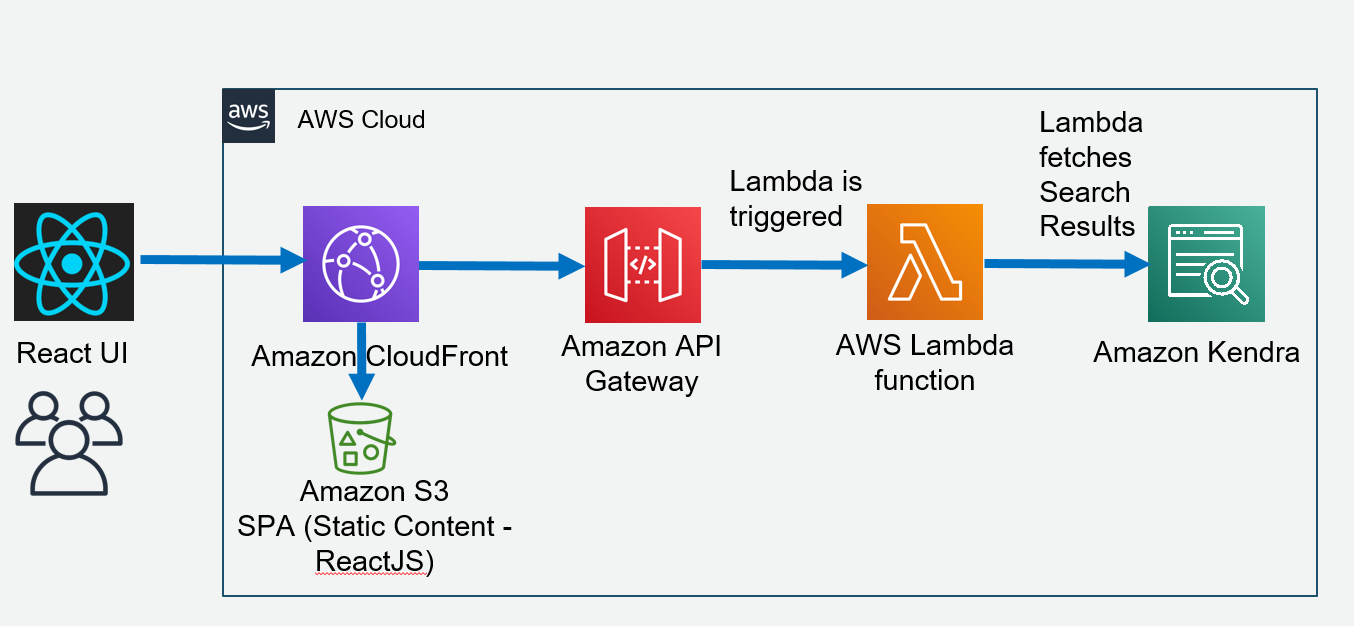 aws
AWS Cloud
Lambda
fetches
Search
Results
Lambda is
triggered
</>
React UI
Amazon CloudFront
Amazon API
Gateway
AWS Lambda
function
Amazon Kendra
Amazon S3
SPA (Static Content -
ReactJS)